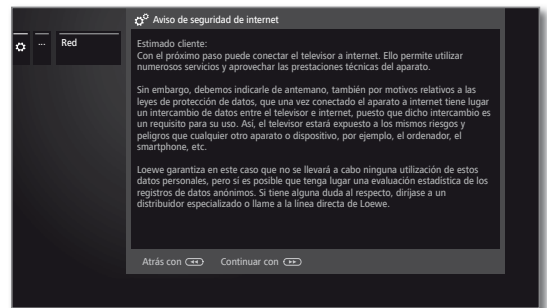 Aviso de seguridad de internet
...
Red
Estimado cliente:
Con el próximo paso puede conectar el televisor a internet. Ello permite utilizar
numerosos servicios y aprovechar las prestaciones técnicas del aparato.
Sin embargo, debemos indicarle de antemano, también por motivos relativos a las
leyes de protección de datos, que una vez conectado el aparato a internet tiene lugar
un intercambio de datos entre el televisor e internet, puesto que dicho intercambio es
un requisito para su uso. Así, el televisor estará expuesto a los mismos riesgos y
peligros que cualquier otro aparato o dispositivo, por ejemplo, el ordenador, el
smartphone, etc.
Loewe garantiza en este caso que no se llevará a cabo ninguna utilización de estos
datos personales, pero sí es posible que tenga lugar una evaluación estadística de los
registros de datos anónimos. Si tiene alguna duda al respecto, diríjase a un
distribuidor especializado o llame a la línea directa de Loewe.
Atrás con Continuar con